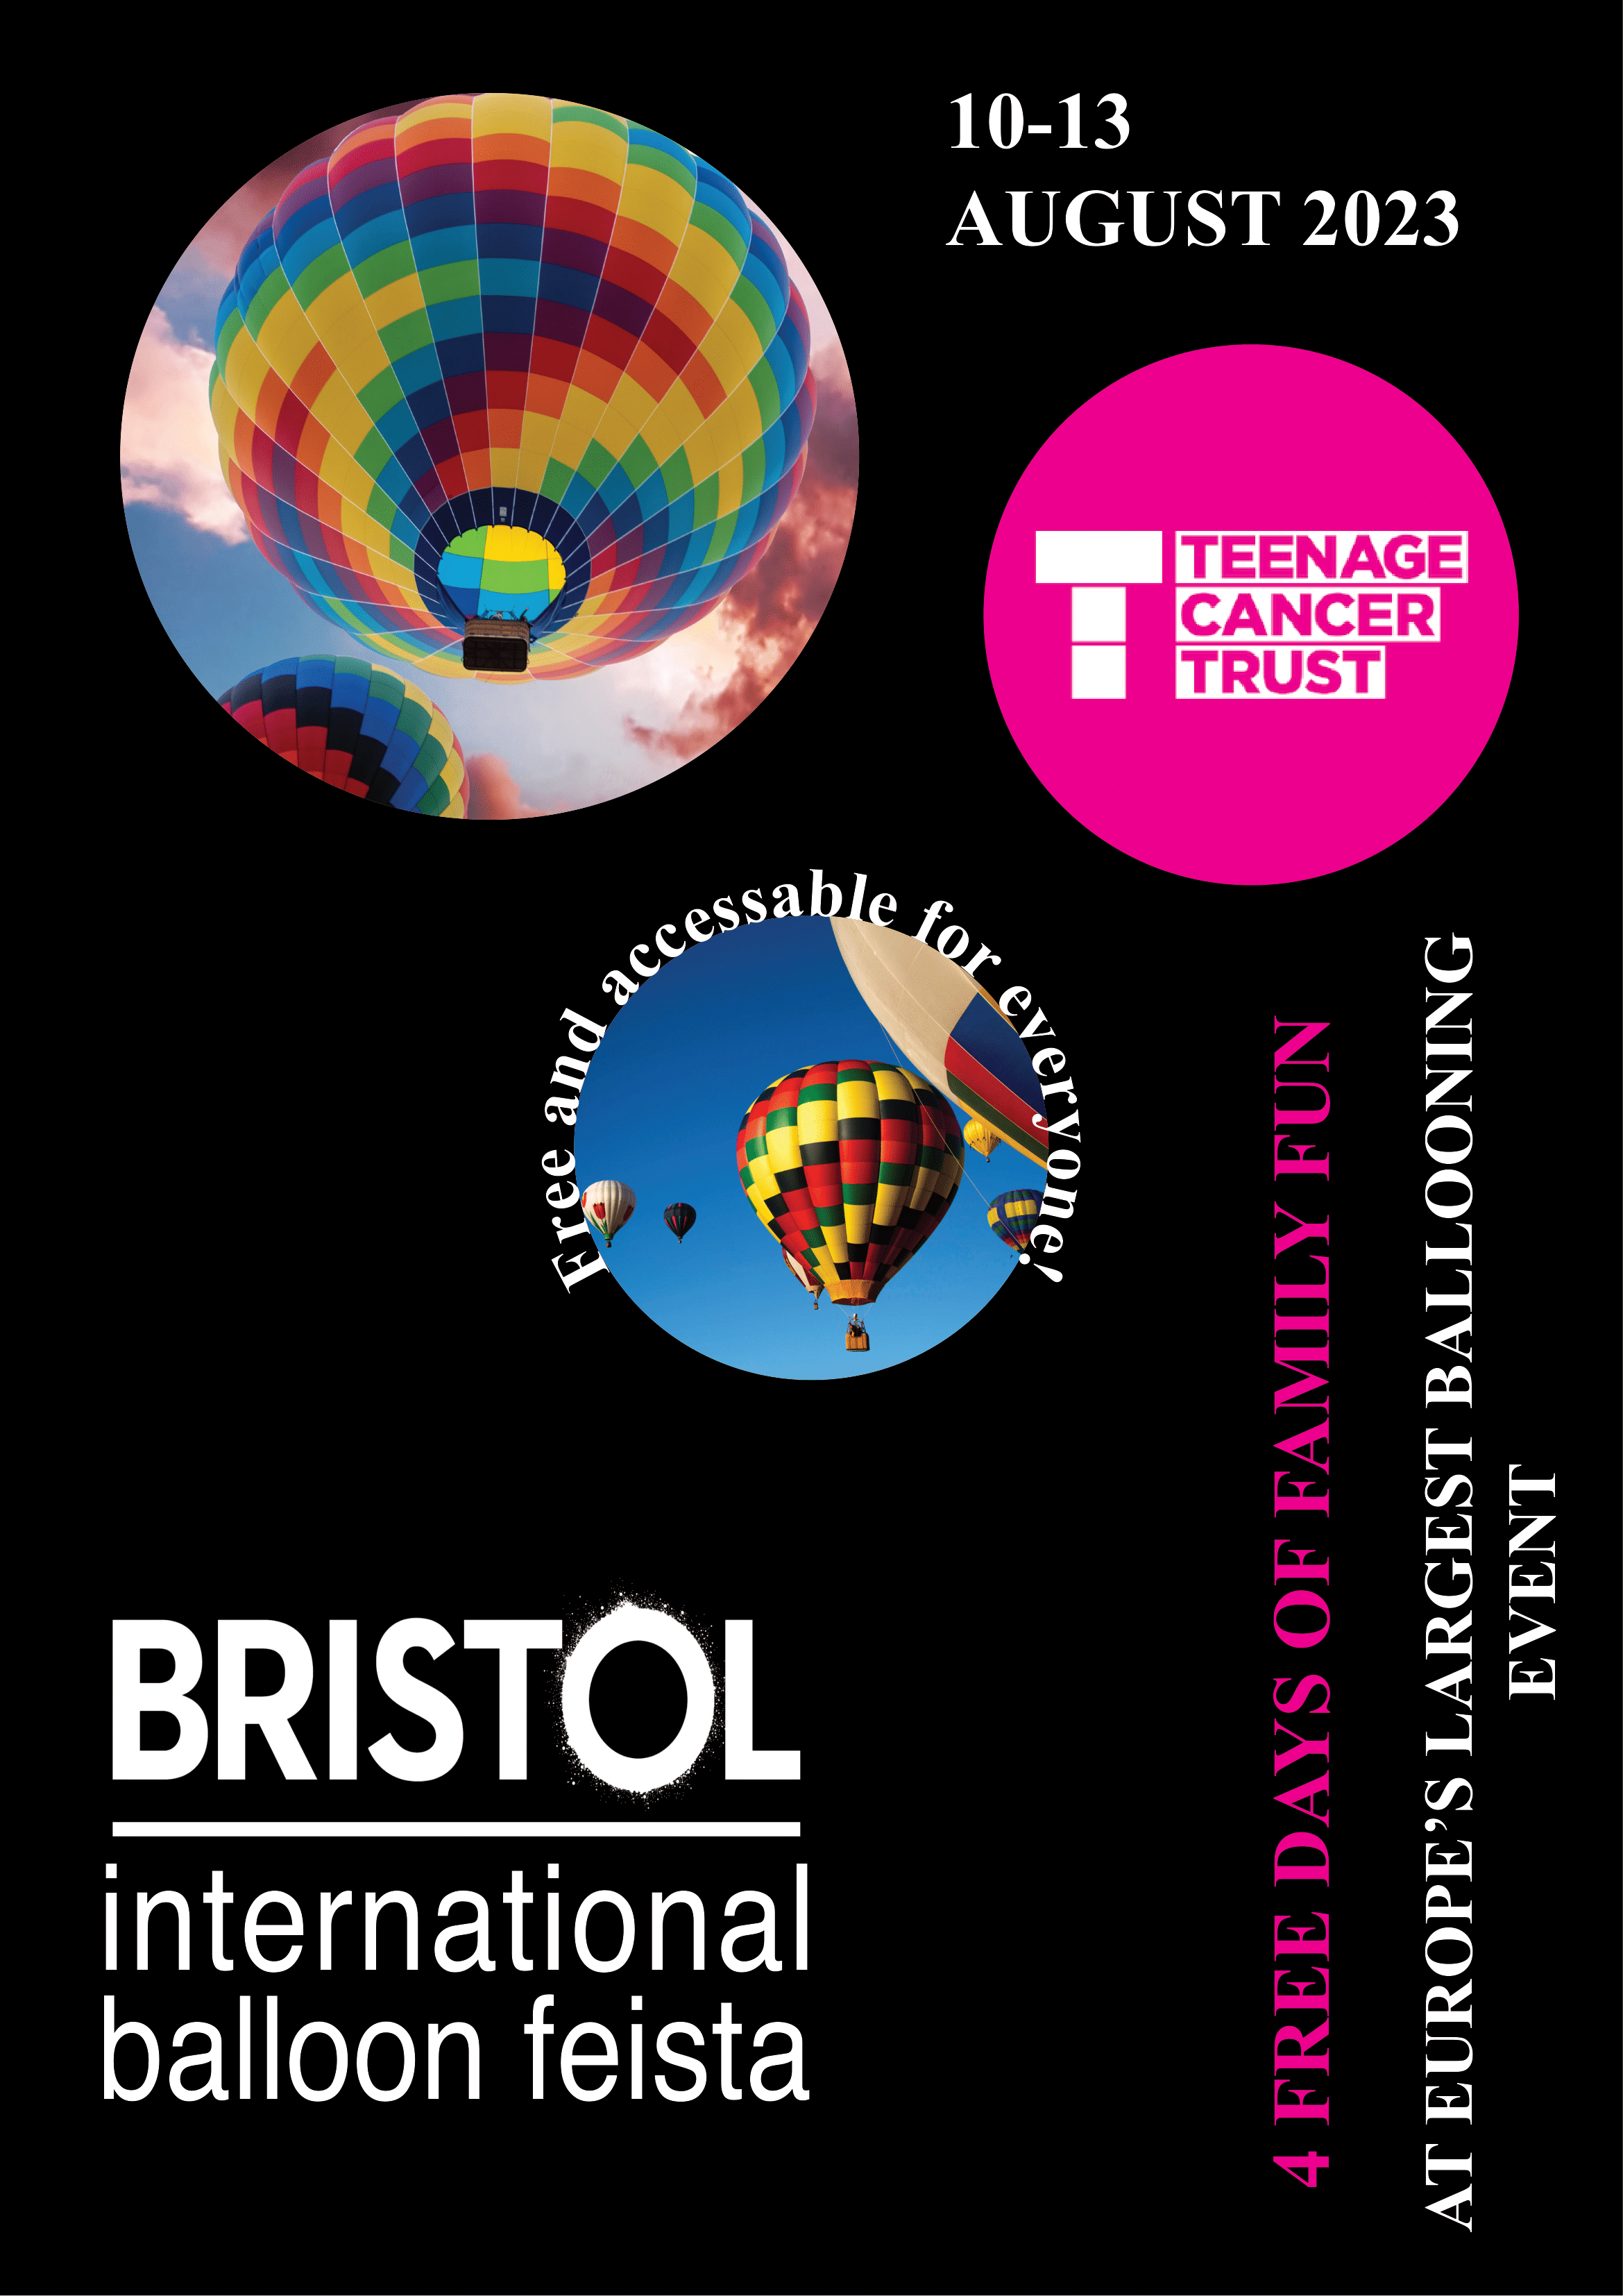 10-13
AUGUST 2023
TEENAGE
CANCER
TRUST
Free and accessable for everyone!
4 FREE DAYS OF FAMILY FUN
AT EUROPE'S LARGEST BALLOONING
EVENT
BRISTOL
international
balloon feista